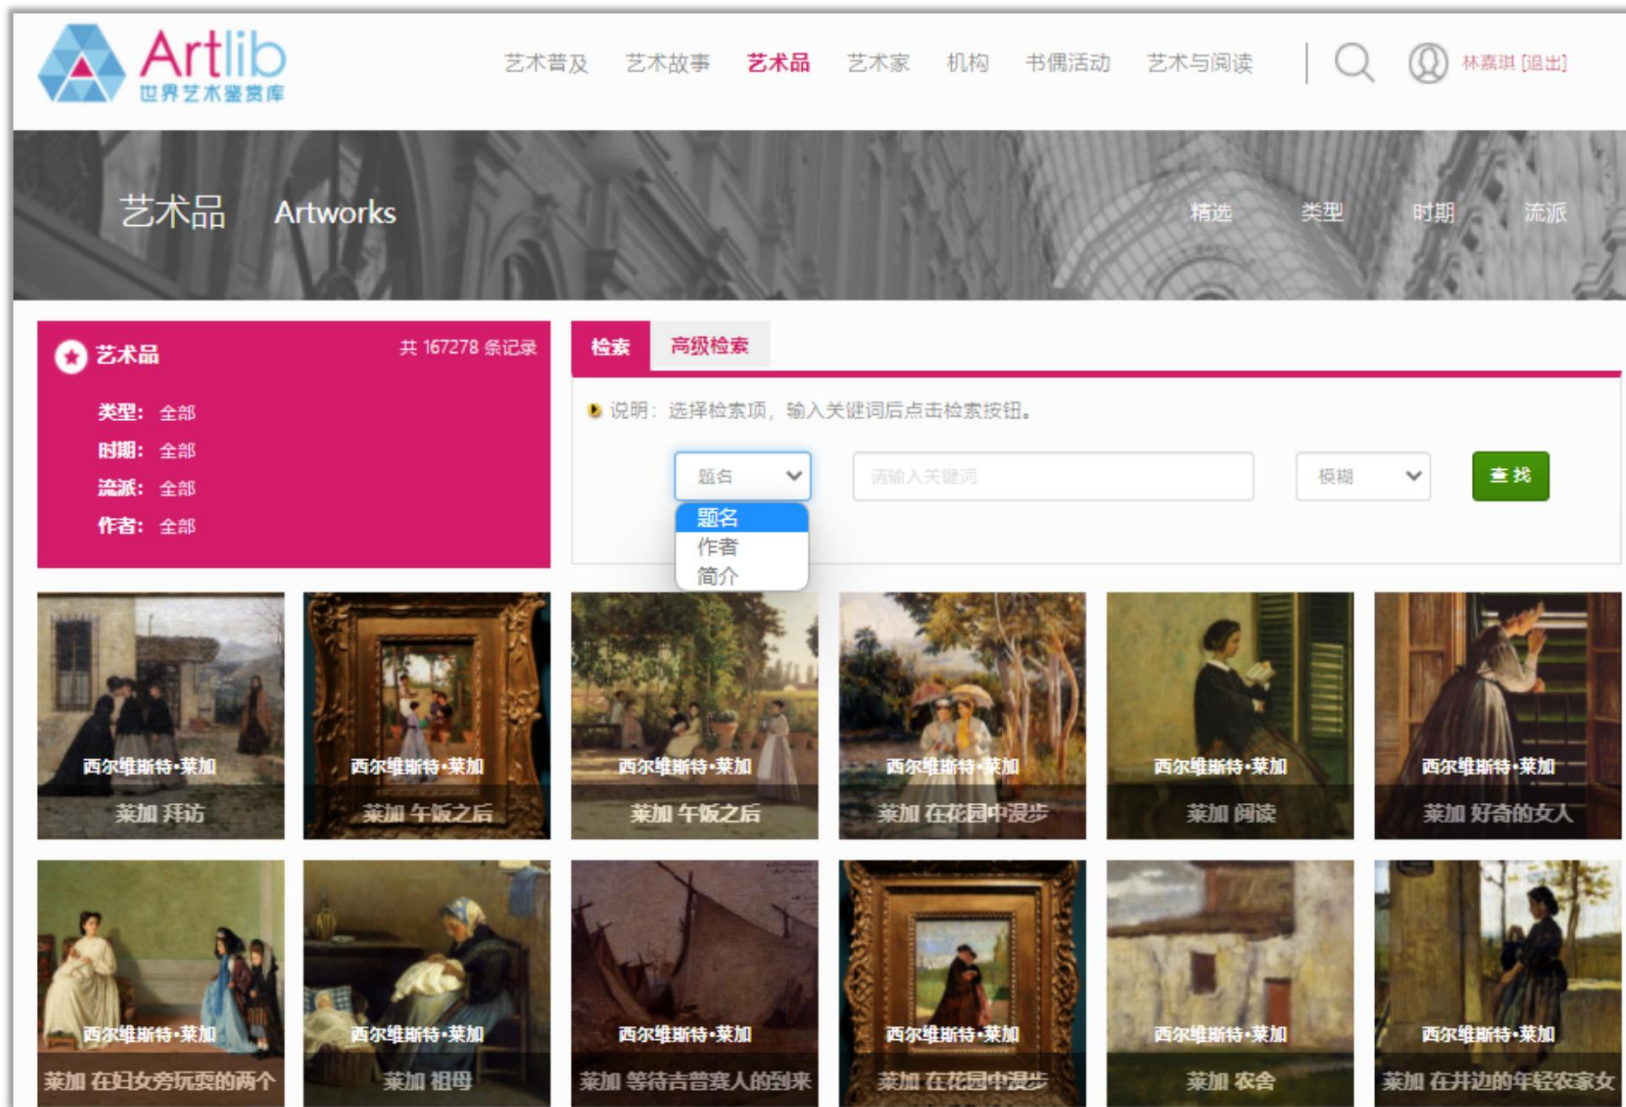 Artlib
世界艺术鉴赏库
艺术普及 艺术故事 艺术品 艺术家 机构 书偶活动 艺术与阅读 林嘉琪 [退出]
艺术品 Artworks 精选 类型 时期 流派
艺术品 共 167278 条记录
类型： 全部
时期： 全部
流派： 全部
作者： 全部
检索 高级检索
说明：选择检索项，输入关键词后点击检索按钮。
题名 请输入关键词 模糊 查找
题名
作者
简介
西尔维斯特•莱加 西尔维斯特•莱加 西尔维斯特•莱加 西尔维斯特•莱加 西尔维斯特•莱加 西尔维斯特•莱加
莱加 拜访 莱加 午饭之后 莱加 午饭之后 莱加 在花园中漫步 莱加 阅读 莱加 好奇的女人
西尔维斯特•莱加 西尔维斯特•莱加 西尔维斯特•莱加 西尔维斯特•莱加 西尔维斯特•莱加 西尔维斯特•莱加
莱加 在妇女旁玩耍的两个 莱加 祖母 莱加 等待吉普赛人的到来 莱加 在花园中漫步 莱加 农舍 莱加 在井边的年轻农家女